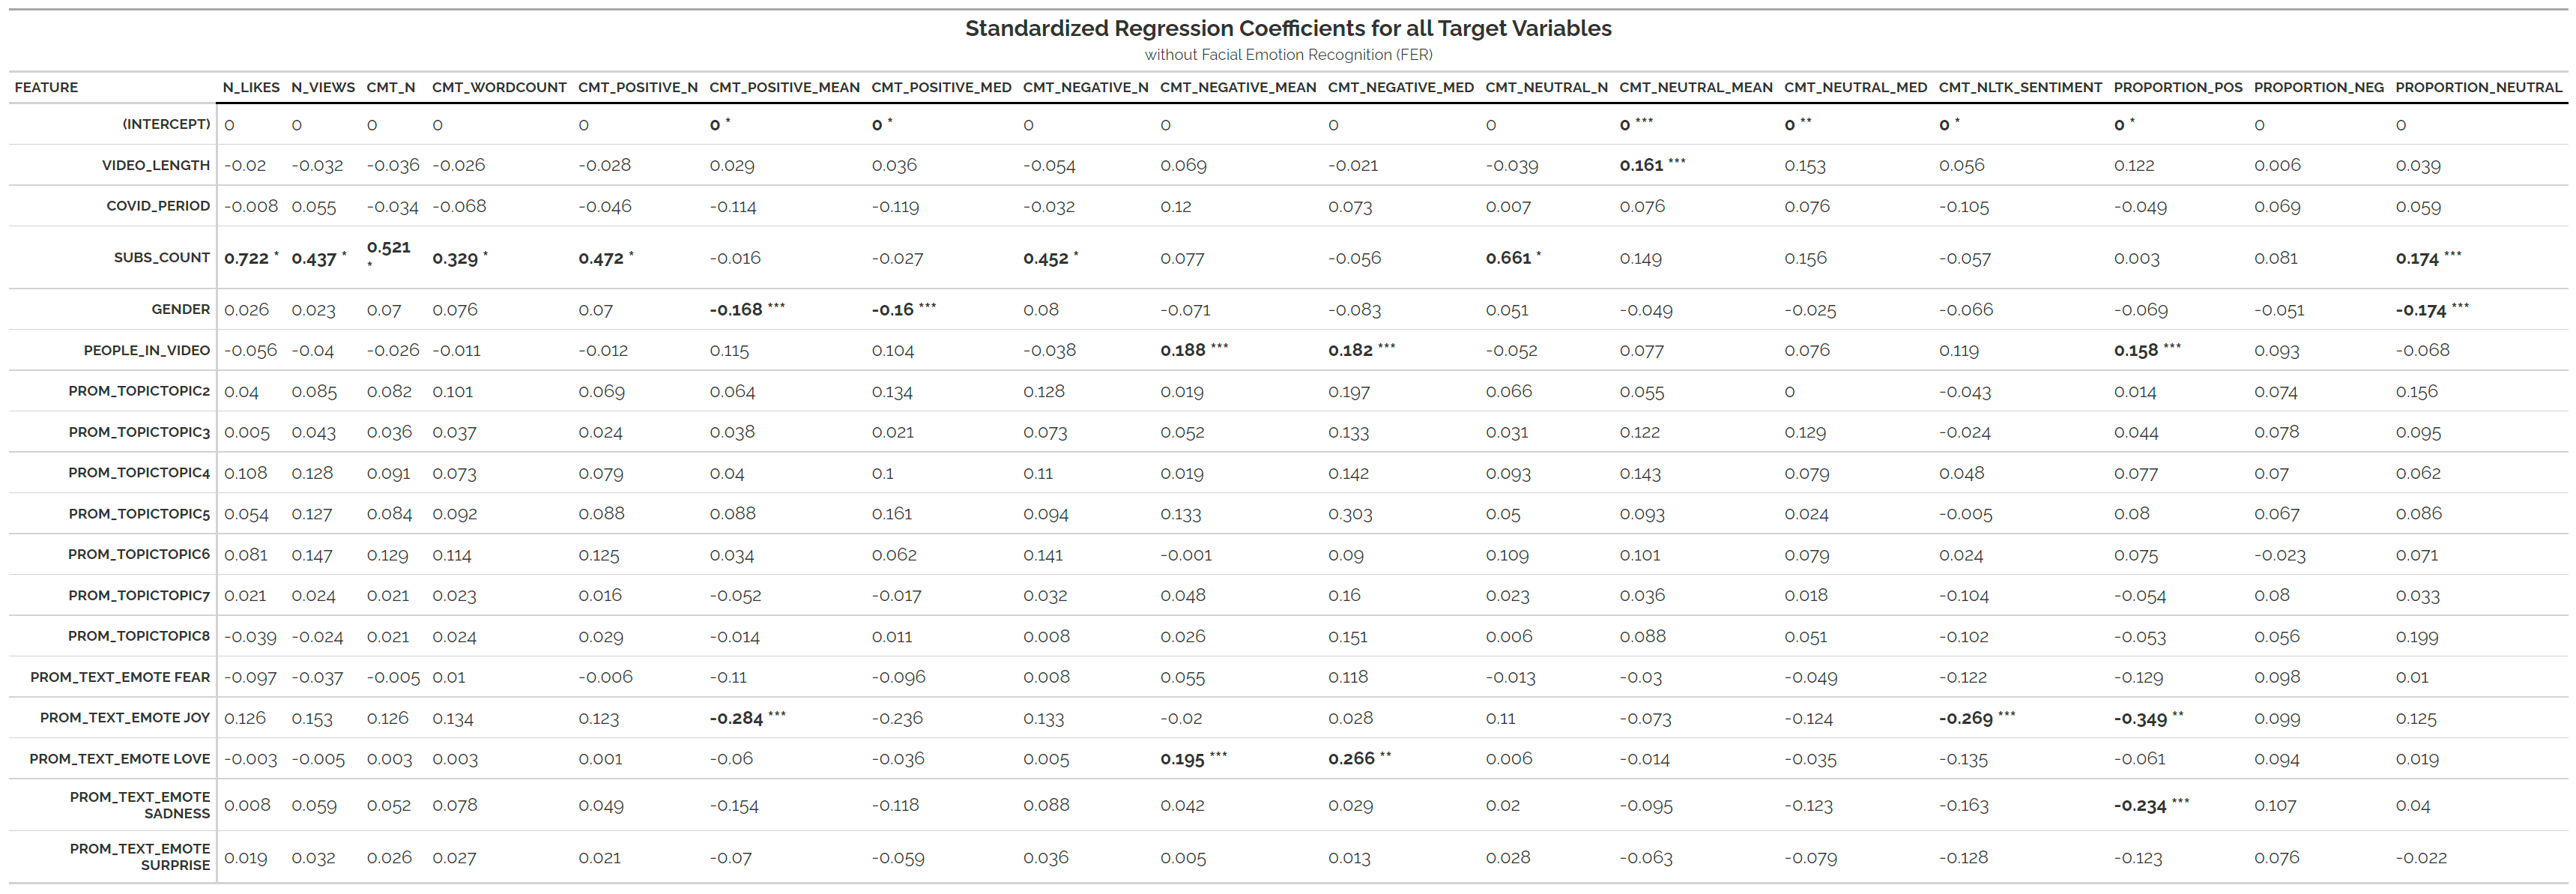 Standardized Regression Coefficients for all Target Variables
without Facial Emotion Recognition (FER)
FEATURE N_LIKES N_VIEWS CMT_N CMT_WORDCOUNT CMT_POSITIVE_N CMT_POSITIVE_MEAN CMT_POSITIVE_MED CMT_NEGATIVE_N CMT_NEGATIVE_MEAN CMT_NEGATIVE_MED CMT_NEUTRAL_N CMT_NEUTRAL_MEAN CMT_NEUTRAL_MED CMT_NLTK_SENTIMENT PROPORTION_POS PROPORTION_NEG PROPORTION_NEUTRAL
(INTERCEPT) 0 0 0 0 0 0 * 0 * 0 0 0 0 0 *** 0 ** 0 * 0 * 0 0
VIDEO_LENGTH -0.02 -0.032 -0.036 -0.026 -0.028 0.029 0.036 -0.054 0.069 -0.021 -0.039 0.161 *** 0.153 0.056 0.122 0.006 0.039
COVID_PERIOD -0.008 0.055 -0.034 -0.068 -0.046 -0.114 -0.119 -0.032 0.12 0.073 0.007 0.076 0.076 -0.105 -0.049 0.069 0.059
SUBS_COUNT 0.722 * 0.437 * 0.521 * 0.329 * 0.472 * -0.016 -0.027 0.452 * 0.077 -0.056 0.661 * 0.149 0.156 -0.057 0.003 0.081 0.174 ***
GENDER 0.026 0.023 0.07 0.076 0.07 -0.168 *** -0.16 *** 0.08 -0.071 -0.083 0.051 -0.049 -0.025 -0.066 -0.069 -0.051 -0.174 ***
PEOPLE_IN_VIDEO -0.056 -0.04 -0.026 -0.011 -0.012 0.115 0.104 -0.038 0.188 *** 0.182 *** -0.052 0.077 0.076 0.119 0.158 *** 0.093 -0.068
PROM_TOPICTOPIC2 0.04 0.085 0.082 0.101 0.069 0.064 0.134 0.128 0.019 0.197 0.066 0.055 0 -0.043 0.014 0.074 0.156
PROM_TOPICTOPIC3 0.005 0.043 0.036 0.037 0.024 0.038 0.021 0.073 0.052 0.133 0.031 0.122 0.129 -0.024 0.044 0.078 0.095
PROM_TOPICTOPIC4 0.108 0.128 0.091 0.073 0.079 0.04 0.1 0.11 0.019 0.142 0.093 0.143 0.079 0.048 0.077 0.07 0.062
PROM_TOPICTOPIC5 0.054 0.127 0.084 0.092 0.088 0.088 0.161 0.094 0.133 0.303 0.05 0.093 0.024 -0.005 0.08 0.067 0.086
PROM_TOPICTOPIC6 0.081 0.147 0.129 0.114 0.125 0.034 0.062 0.141 -0.001 0.09 0.109 0.101 0.079 0.024 0.075 -0.023 0.071
PROM_TOPICTOPIC7 0.021 0.024 0.021 0.023 0.016 -0.052 -0.017 0.032 0.048 0.16 0.023 0.036 0.018 -0.104 -0.054 0.08 0.033
PROM_TOPICTOPIC8 -0.039 -0.024 0.021 0.024 0.029 -0.014 0.011 0.008 0.026 0.151 0.006 0.088 0.051 -0.102 -0.053 0.056 0.199
PROM_TEXT_EMOTE FEAR -0.097 -0.037 -0.005 0.01 -0.006 -0.11 -0.096 0.008 0.055 0.118 -0.013 -0.03 -0.049 -0.122 -0.129 0.098 0.01
PROM_TEXT_EMOTE JOY 0.126 0.153 0.126 0.134 0.123 -0.284 *** -0.236 0.133 -0.02 0.028 0.11 -0.073 -0.124 -0.269 *** -0.349 ** 0.099 0.125
PROM_TEXT_EMOTE LOVE -0.003 -0.005 0.003 0.003 0.001 -0.06 -0.036 0.005 0.195 *** 0.266 ** 0.006 -0.014 -0.035 -0.135 -0.061 0.094 0.019
PROM_TEXT_EMOTE
SADNESS 0.008 0.059 0.052 0.078 0.049 -0.154 -0.118 0.088 0.042 0.029 0.02 -0.095 -0.123 -0.163 -0.234 *** 0.107 0.04
PROM_TEXT_EMOTE
SURPRISE 0.019 0.032 0.026 0.027 0.021 -0.07 -0.059 0.036 0.005 0.013 0.028 -0.063 -0.079 -0.128 -0.123 0.076 -0.022